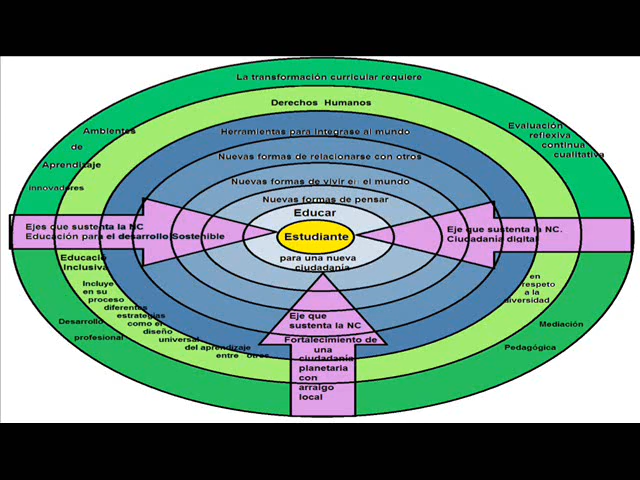 La transformación curricular requiere
Derechos Humanos
Ambientes
de
Aprendizaje
innovadores
Evaluación
reflexiva
continua
cualitativa
Herramientas para integrase al mundo
Nuevas formas de relacionarse con otros
Nuevas formas de vivir en el mundo
Nuevas formas de pensar
Educar
Estudiante
para una nueva
ciudadanía
Ejes que sustenta la NC
Educación para el desarrollo Sostenible
Eje que sustenta la NC.
Ciudadanía digital
Educació
Inclusiva
Incluye
en su
proceso
diferentes
estrategias
como el
diseño
universal
del aprendizaje
entre otros
en
respeto
a la
diversidad
Desarrollo
profesional
Mediación
Pedagógica
Eje que
sustenta la NC
Fortalecimiento de
una
ciudadanía
planetaria
con
arraigo
local